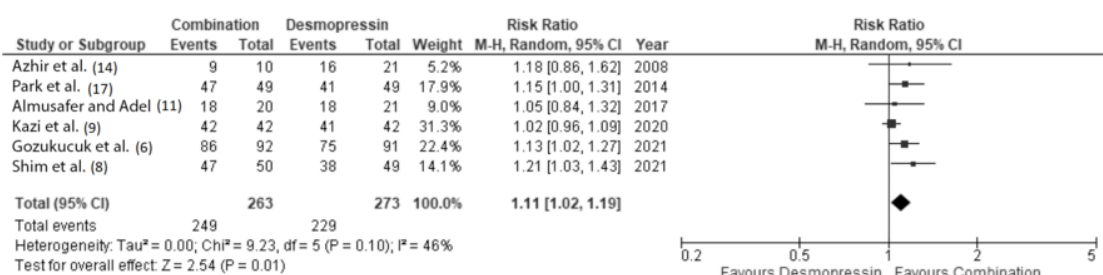 Combination Desmopressin Risk Ratio Risk Ratio
Study or Subgroup Events Total Events Total Weight M-H, Random, 95% CI Year M-H, Random, 95% CI
Azhir et al. (14) 9 10 16 21 5.2% 1.18 [0.86, 1.62] 2008
Park et al. (17) 47 49 41 49 17.9% 1.15 [1.00, 1.31] 2014
Almusafer and Adel (11) 18 20 18 21 9.0% 1.05 [0.84, 1.32] 2017
Kazi et al. (9) 42 42 41 42 31.3% 1.02 [0.96, 1.09] 2020
Gozukucuk et al. (6) 86 92 75 91 22.4% 1.13 [1.02, 1.27] 2021
Shim et al. (8) 47 50 38 49 14.1% 1.21 [1.03, 1.43] 2021
Total (95% CI) 263 273 100.0% 1.11 [1.02, 1.19]
Total events 249 229
Heterogeneity: Tau² = 0.00; Chi² = 9.23, df = 5 (P = 0.10); I² = 46%
Test for overall effect: Z = 2.54 (P = 0.01)
0.2 0.5 1 2 5
Favours Desmopressin Favours Combination